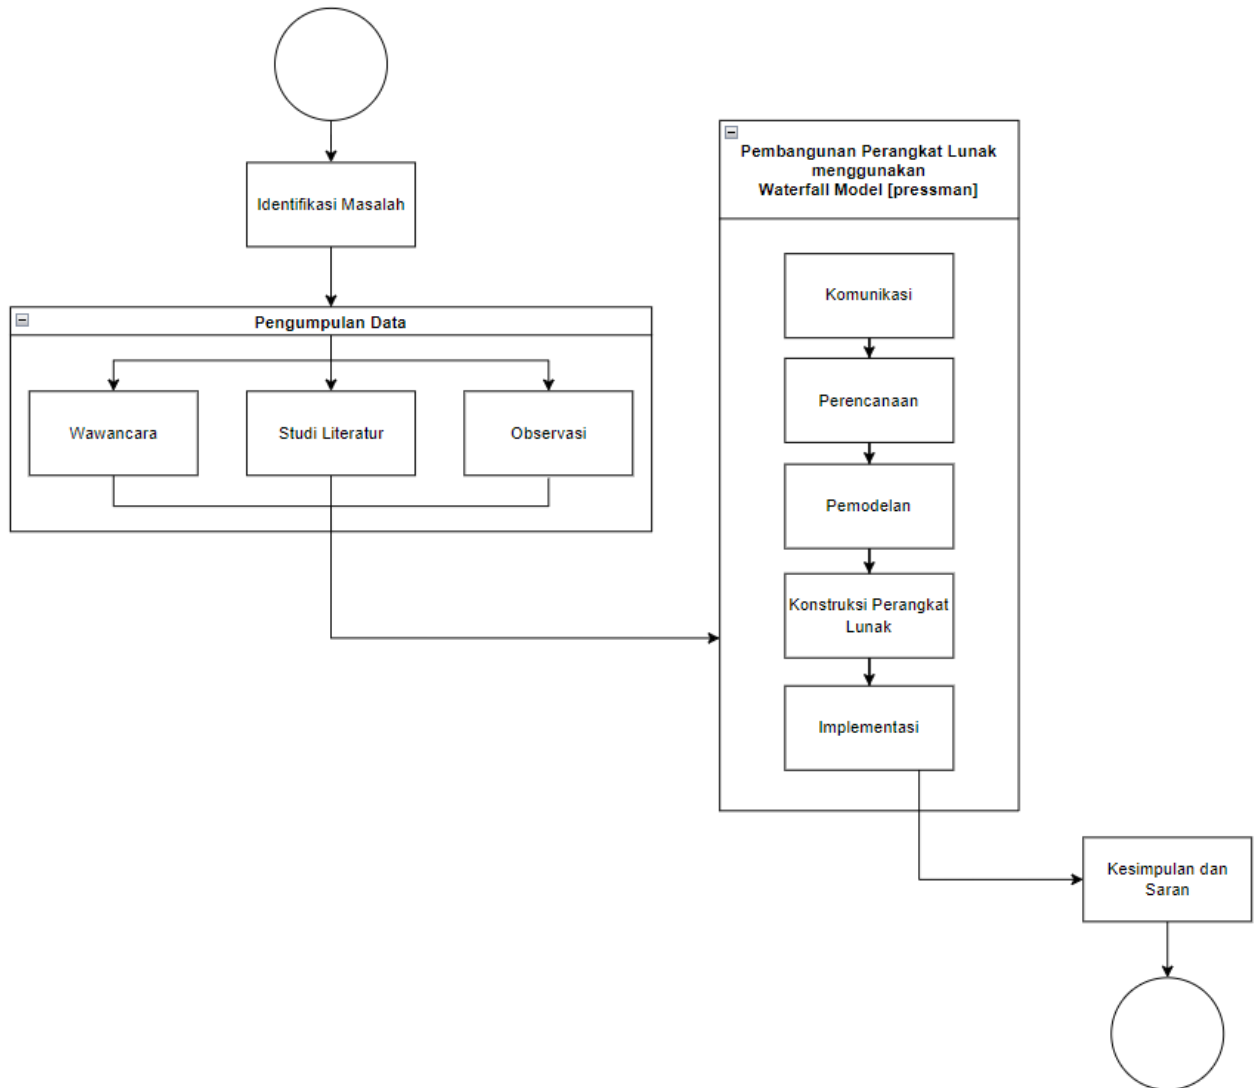 Identifikasi Masalah
Pengumpulan Data
Wawancara
Studi Literatur
Observasi
Pembangunan Perangkat Lunak
menggunakan
Waterfall Model [pressman]
Komunikasi
Perencanaan
Pemodelan
Konstruksi Perangkat
Lunak
Implementasi
Kesimpulan dan
Saran